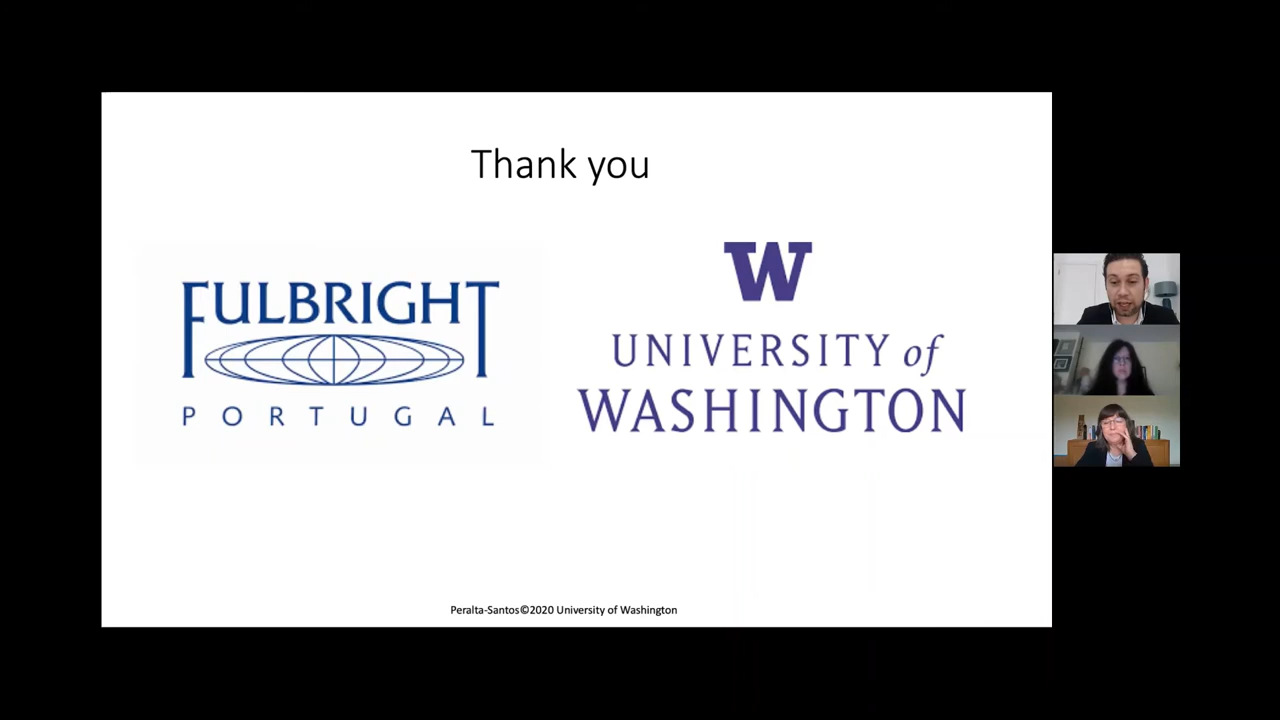 Thank you
FULBRIGHT
PORTUGAL
W
UNIVERSITY of
WASHINGTON
Peralta-Santos©2020 University of Washington